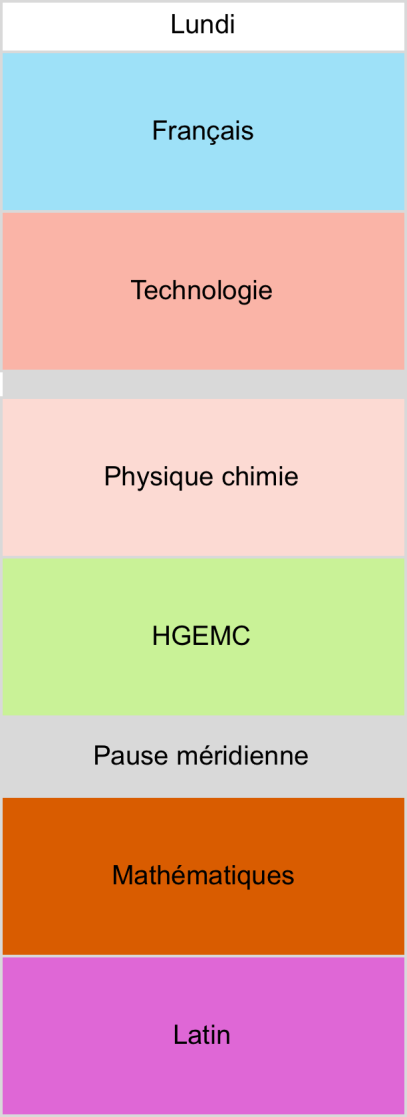 Lundi
Français
Technologie
Physique chimie
HGEMC
Pause méridienne
Mathématiques
Latin